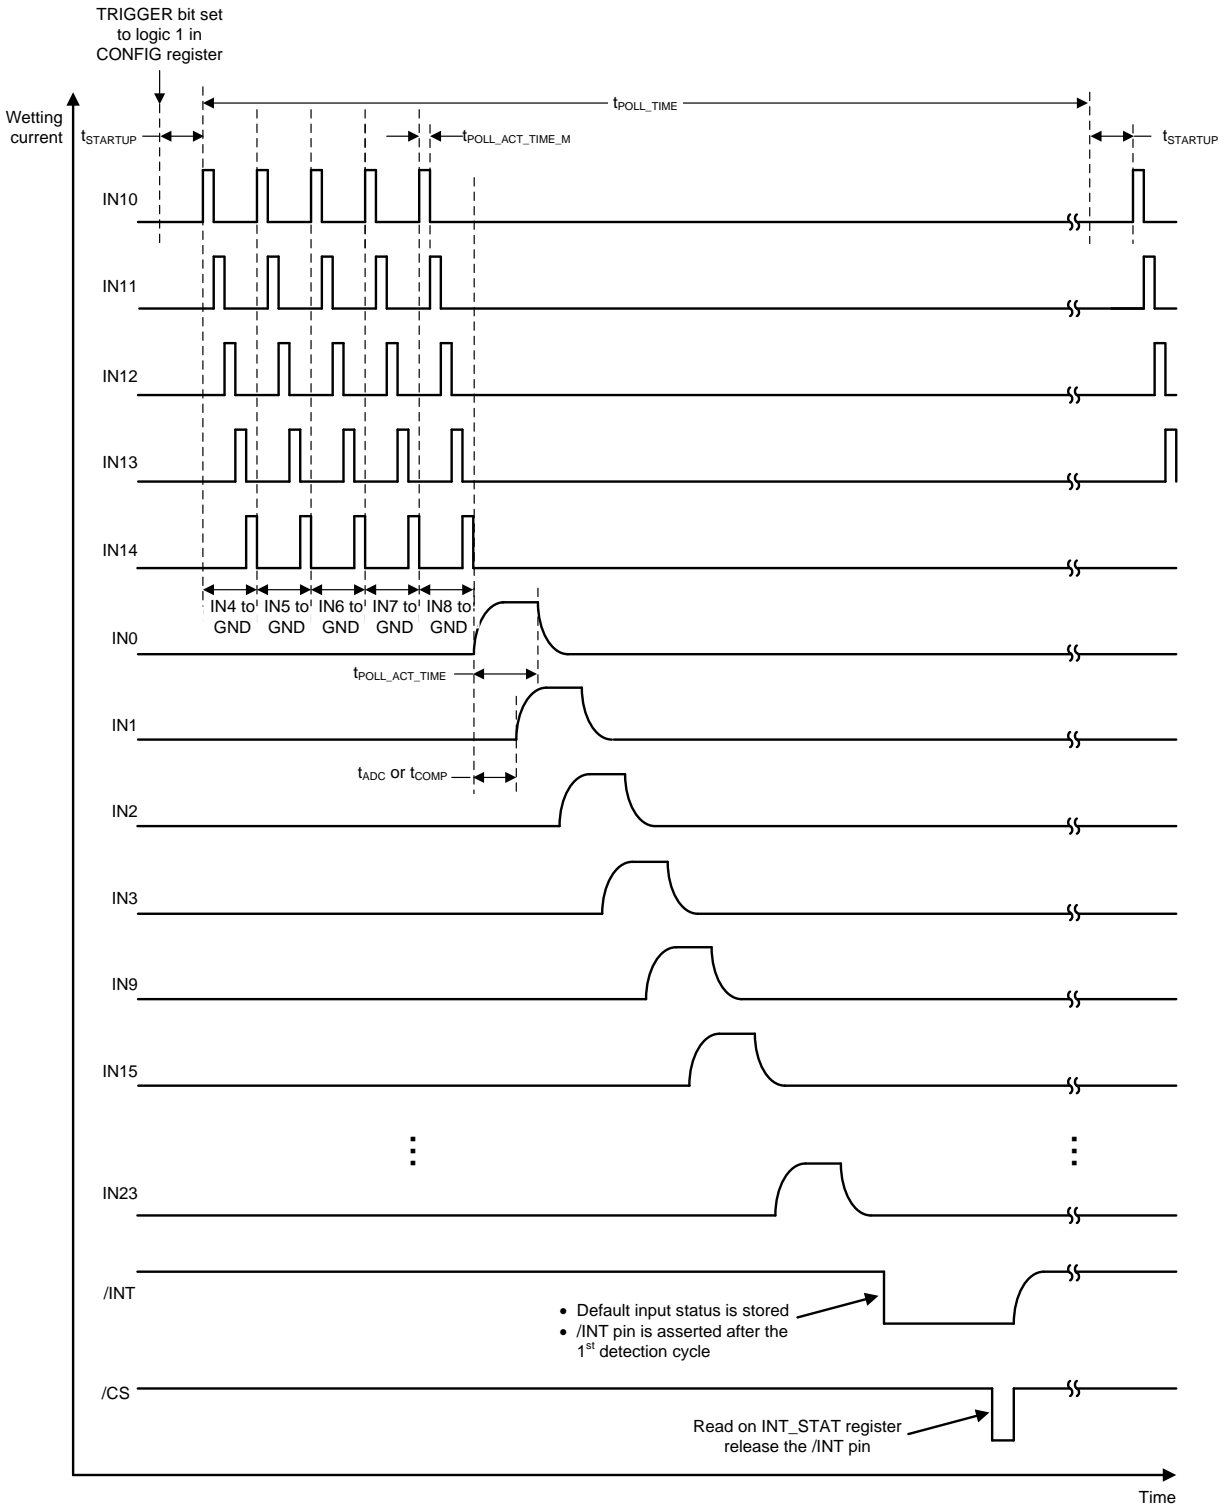 TRIGGER bit set
to logic 1 in
CONFIG register
Wetting
current
tSTARTUP
tPOLL_TIME
tPOLL_ACT_TIME_M
tSTARTUP
IN10
IN11
IN12
IN13
IN14
IN4 to GND
IN5 to GND
IN6 to GND
IN7 to GND
IN8 to GND
IN0
tPOLL_ACT_TIME
IN1
tADC or tCOMP
IN2
IN3
IN9
IN15
IN23
/INT
• Default input status is stored
• /INT pin is asserted after the
1st detection cycle
/CS
Read on INT_STAT register
release the /INT pin
Time